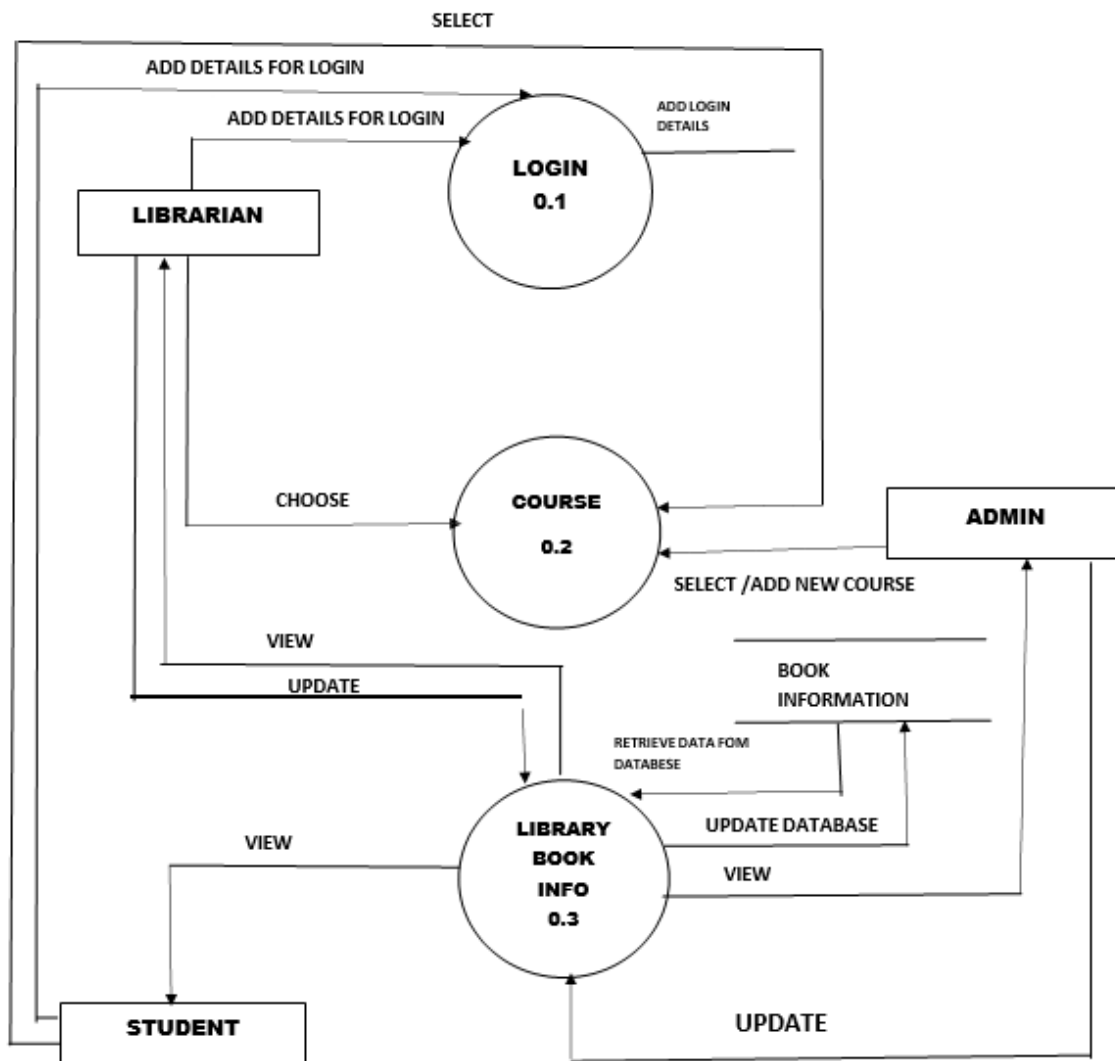 SELECT
ADD DETAILS FOR LOGIN
ADD DETAILS FOR LOGIN
ADD LOGIN
DETAILS
LOGIN
0.1
LIBRARIAN
CHOOSE
COURSE
0.2
ADMIN
SELECT /ADD NEW COURSE
VIEW
UPDATE
BOOK
INFORMATION
RETRIEVE DATA FOM
DATABESE
LIBRARY
BOOK
INFO
0.3
UPDATE DATABASE
VIEW
VIEW
STUDENT
UPDATE